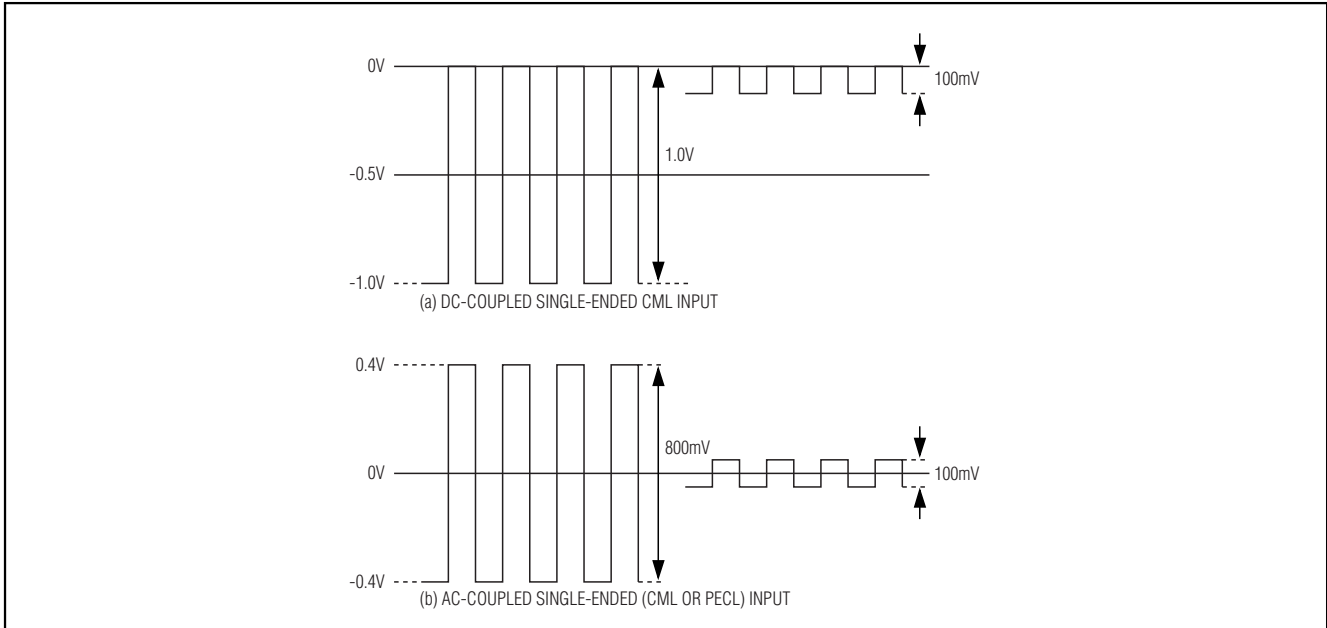 0V
100mV
1.0V
-0.5V
-1.0V
(a) DC-COUPLED SINGLE-ENDED CML INPUT
0.4V
800mV
0V
100mV
-0.4V
(b) AC-COUPLED SINGLE-ENDED (CML OR PECL) INPUT